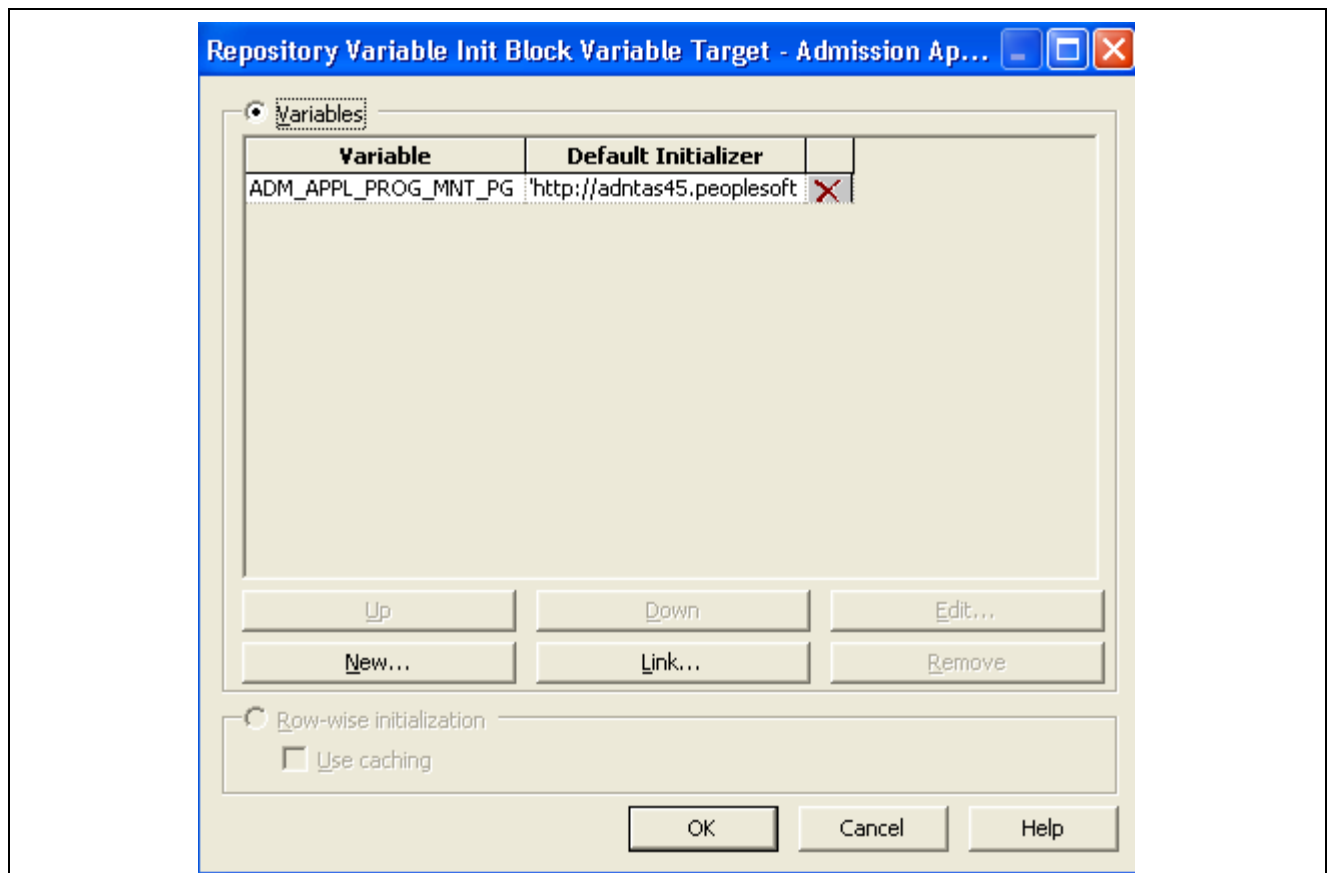 Repository Variable Init Block Variable Target - Admission Ap...
Variables
Variable Default Initializer
ADM_APPL_PROG_MNT_PG 'http://adntas45.peoplesoft
Up Down Edit...
New... Link... Remove
Row-wise initialization
Use caching
OK Cancel Help